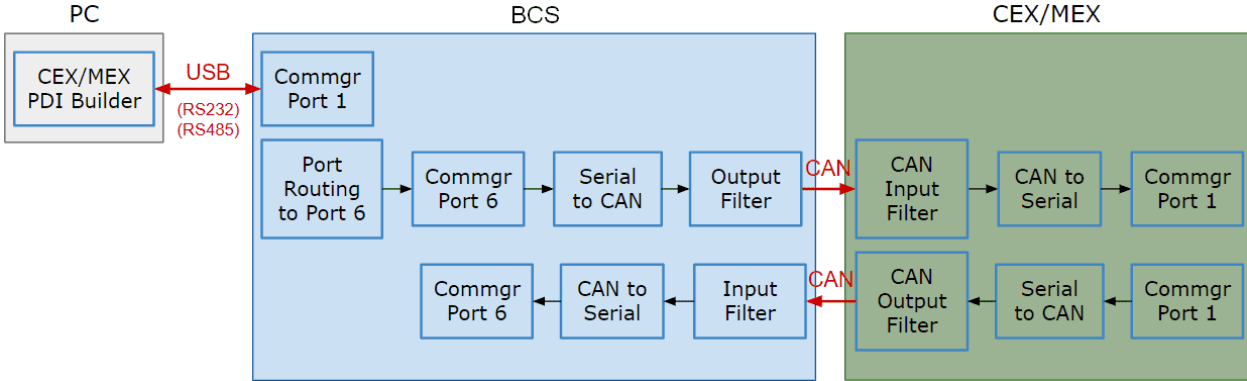 PC
BCS
CEX/MEX
CEX/MEX
PDI Builder
USB
(RS232)
(RS485)
Commgr
Port 1
Port
Routing
to Port 6
Commgr
Port 6
Serial
to CAN
Output
Filter
CAN
CAN
Input
Filter
CAN to
Serial
Commgr
Port 1
Commgr
Port 6
CAN to
Serial
Input
Filter
CAN
CAN
Output
Filter
Serial
to CAN
Commgr
Port 1